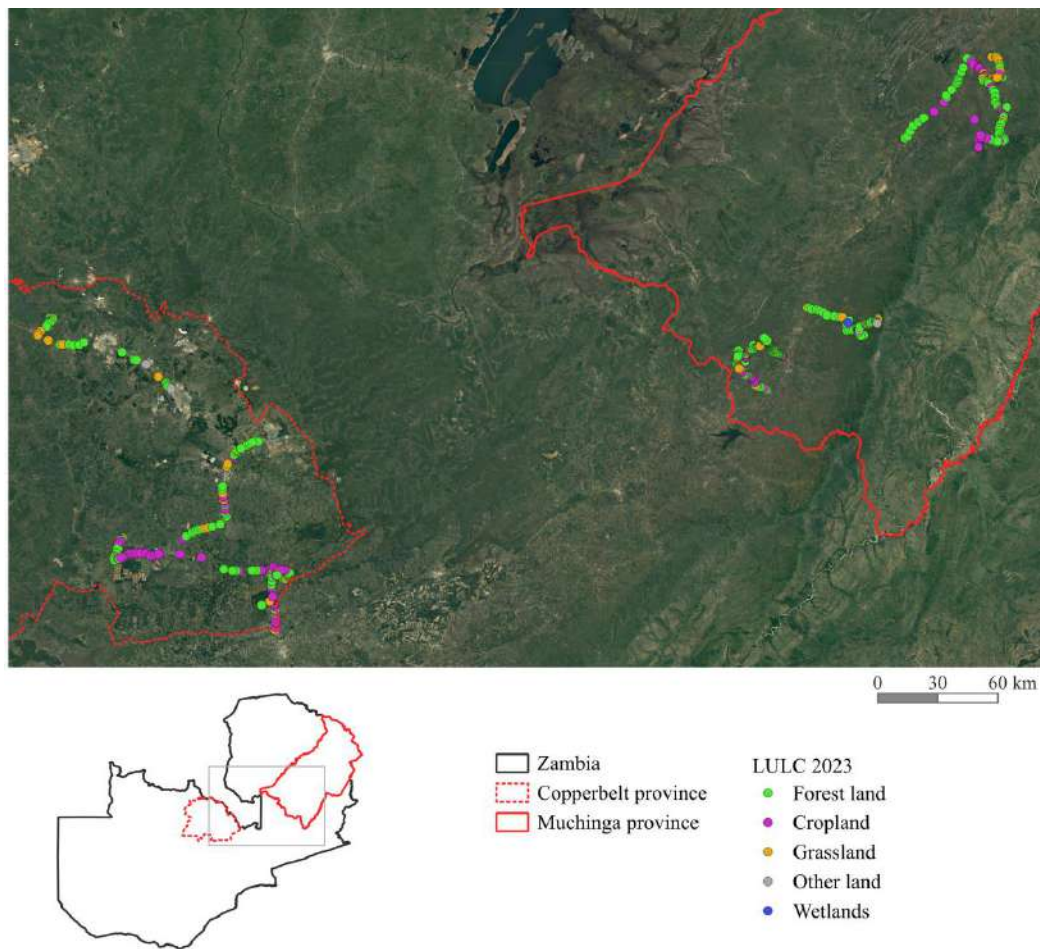 0 30 60 km
Zambia
Copperbelt province
Muchinga province
LULC 2023
Forest land
Cropland
Grassland
Other land
Wetlands